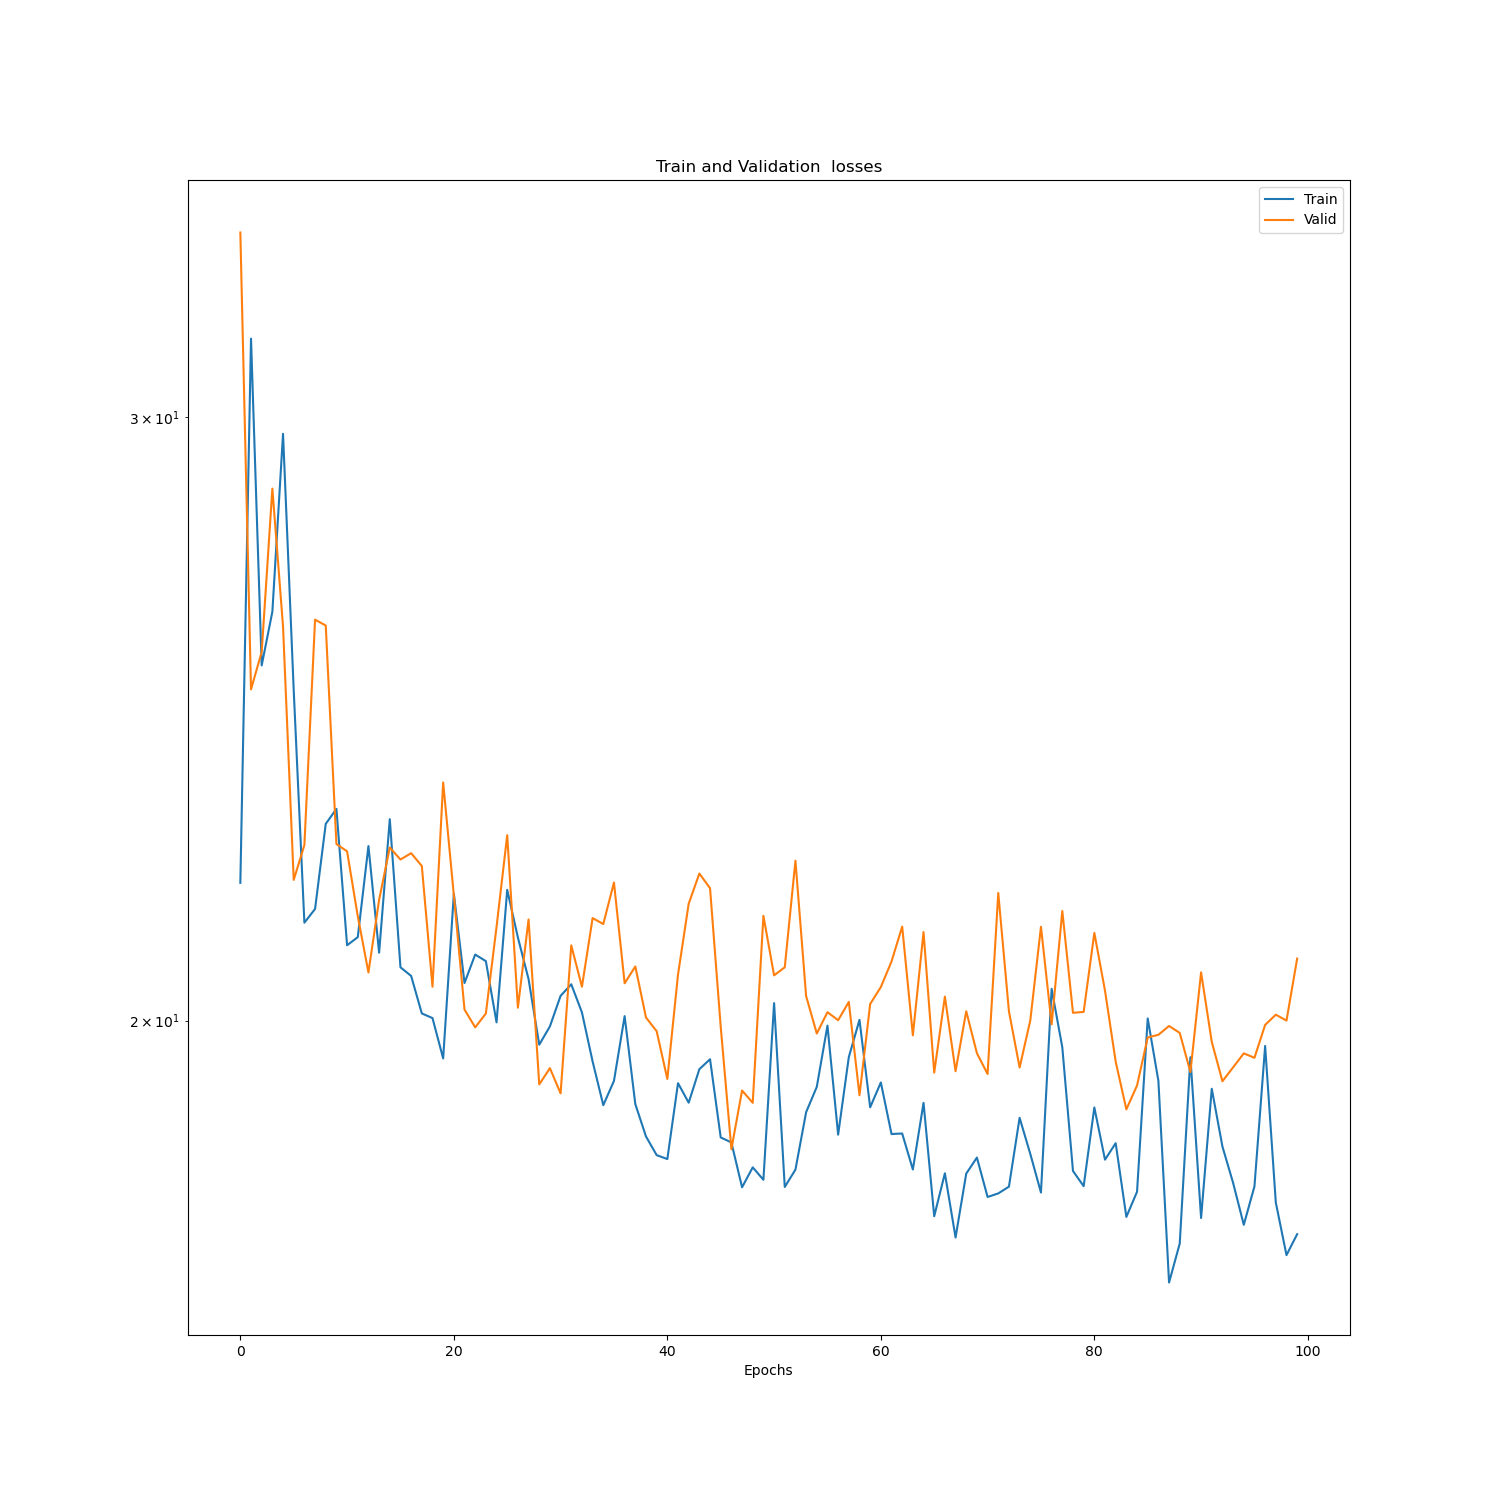 Train and Validation  losses
Train
Valid
3 × 10¹
2 × 10¹
0 20 40 60 80 100
Epochs